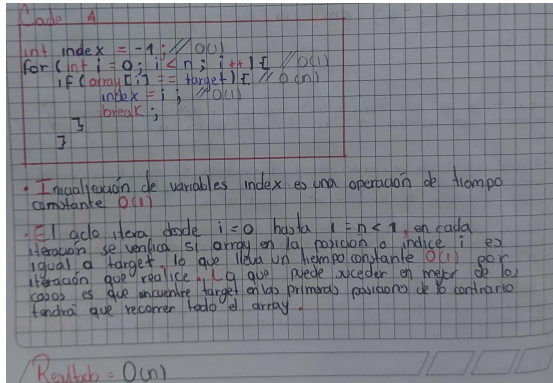 Code A
int index = -1; // O(1)
for (int i = 0; i < n; i++) { // O(1)
if (array[i] == target) { // O(n)
index = i; // O(1)
break;
}
}
• Inicialización de variables index es una operación de tiempo
constante O(1)
• El ciclo itera desde i=0 hasta i=n<1, en cada
iteración se verifica si array en la posición o indice i es
igual a target, lo que lleva un tiempo constante O(1) por
iteración que realice. Lo que puede suceder en mejor de los
casos es que encuentre target en las primeras posiciones de lo contrario
tendrá que recorrer todo el array.
Resultado = O(n)